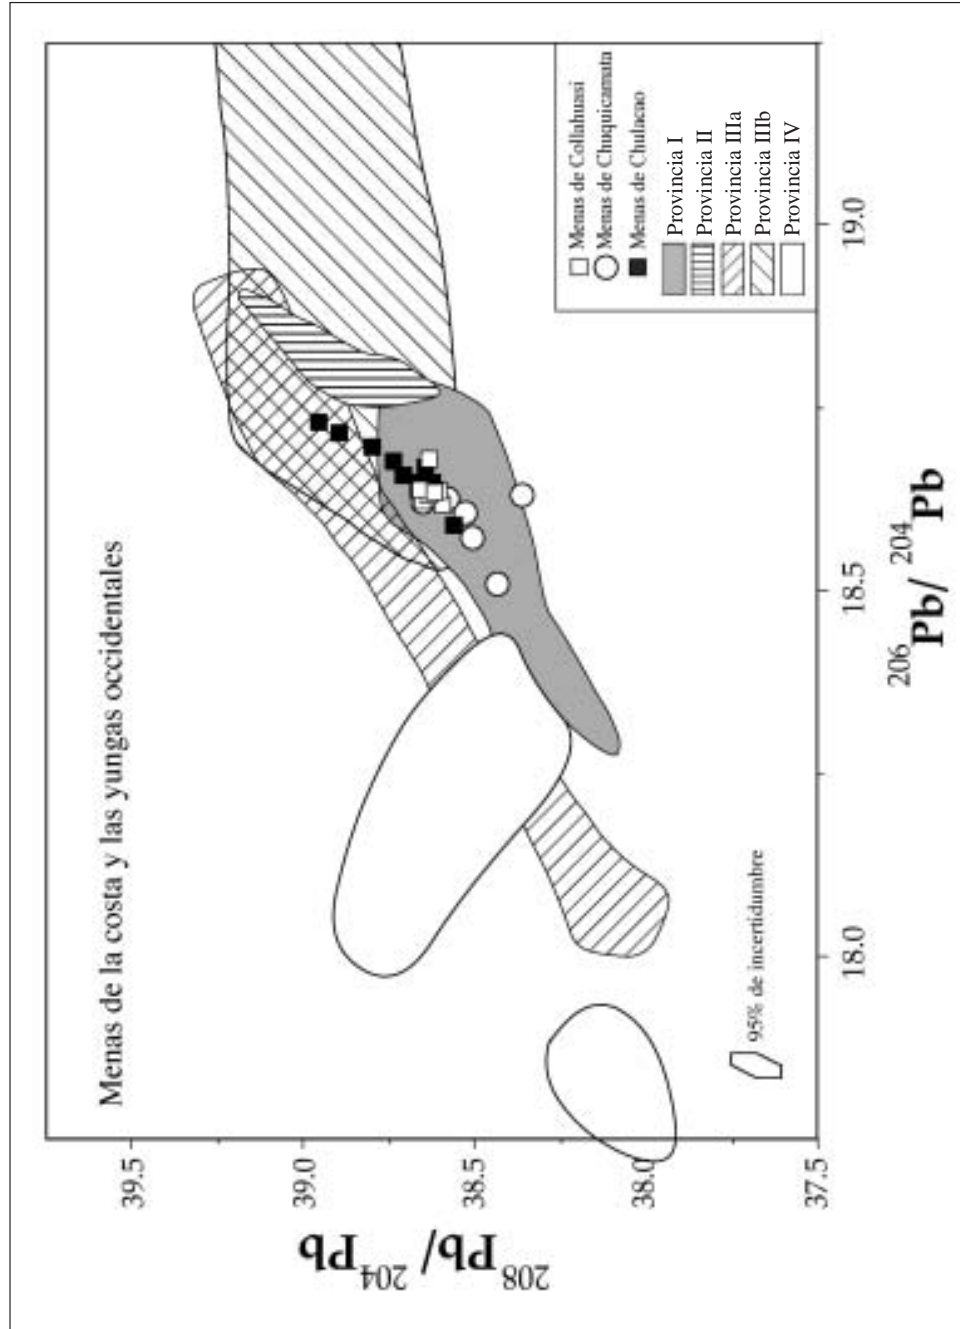 Menas de la costa y las yungas occidentales
39.5
39.0
38.5
38.0
37.5
208Pb/ 204Pb
18.0
18.5
19.0
206Pb/ 204Pb
95% de incertidumbre
Menas de Collahuasi
Menas de Chuquicamata
Menas de Chulacao
Provincia I
Provincia II
Provincia IIIa
Provincia IIIb
Provincia IV